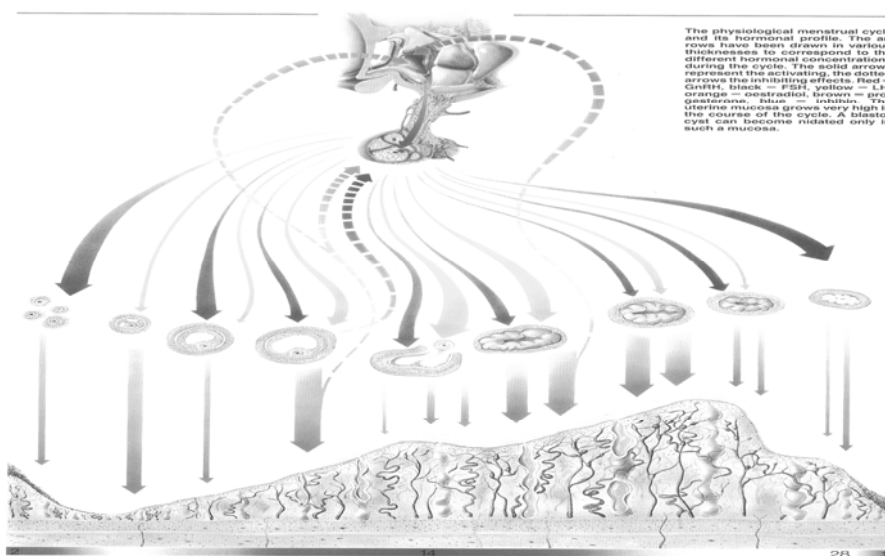 The physiological menstrual cycl
and its hormonal profile. The ar
rows have been drawn in variou
thicknesses to correspond to th
different hormonal concentration
during the cycle. The solid arrow
represent the activating, the dotte
arrows the inhibiting effects. Red =
GnRH, black = FSH, yellow = LH
orange = oestradiol, brown = pro
gesterone, blue = inhibin. The
uterine mucosa grows very high i
the course of the cycle. A blasto
cyst can become nidated only i
such a mucosa.
2 14 28